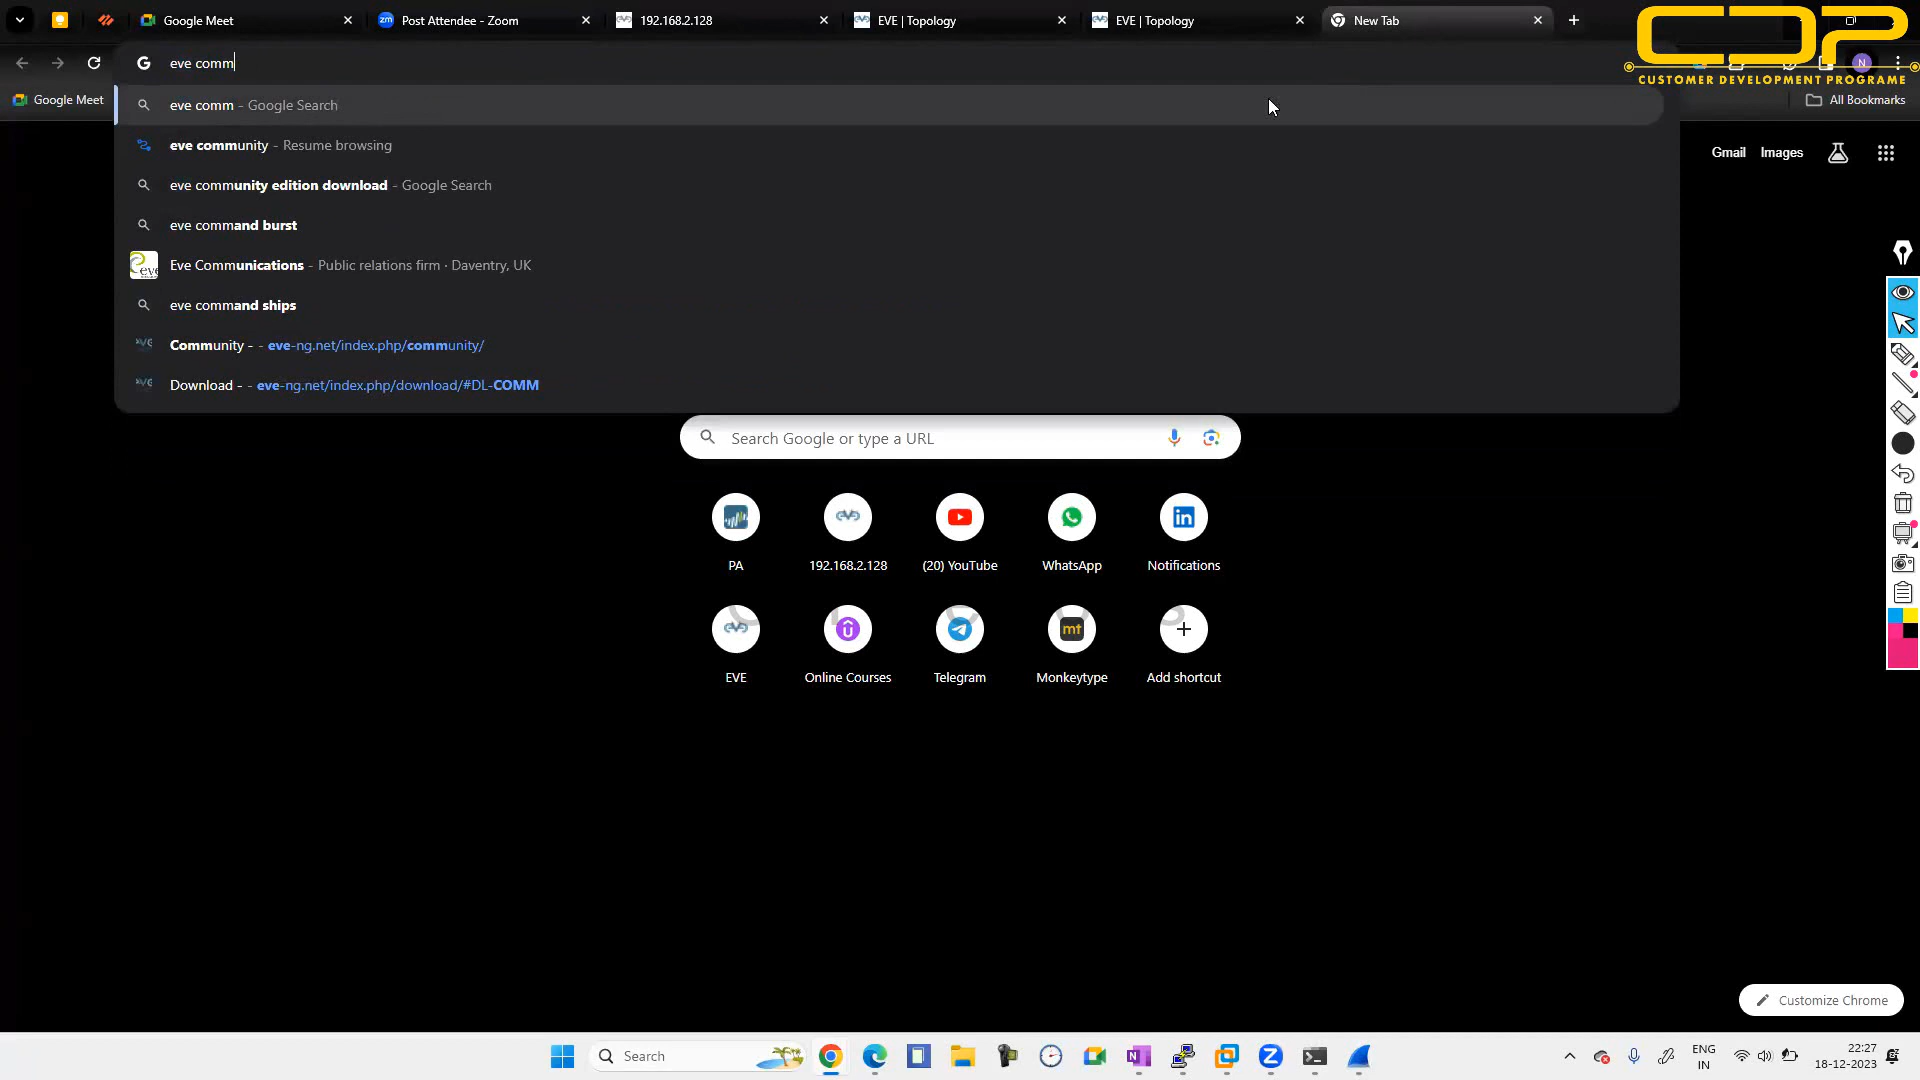 Google Meet
Post Attendee - Zoom
192.168.2.128
EVE | Topology
EVE | Topology
New Tab
CDP
CUSTOMER DEVELOPMENT PROGRAME
eve comm
N
Google Meet
All Bookmarks
eve comm - Google Search
eve community - Resume browsing
eve community edition download - Google Search
eve command burst
Eve Communications - Public relations firm · Daventry, UK
eve command ships
Community - - eve-ng.net/index.php/community/
Download - - eve-ng.net/index.php/download/#DL-COMM
Gmail Images
Search Google or type a URL
PA
192.168.2.128
(20) YouTube
WhatsApp
Notifications
EVE
Online Courses
Telegram
Monkeytype
Add shortcut
Customize Chrome
Search
ENG
IN
22:27
18-12-2023